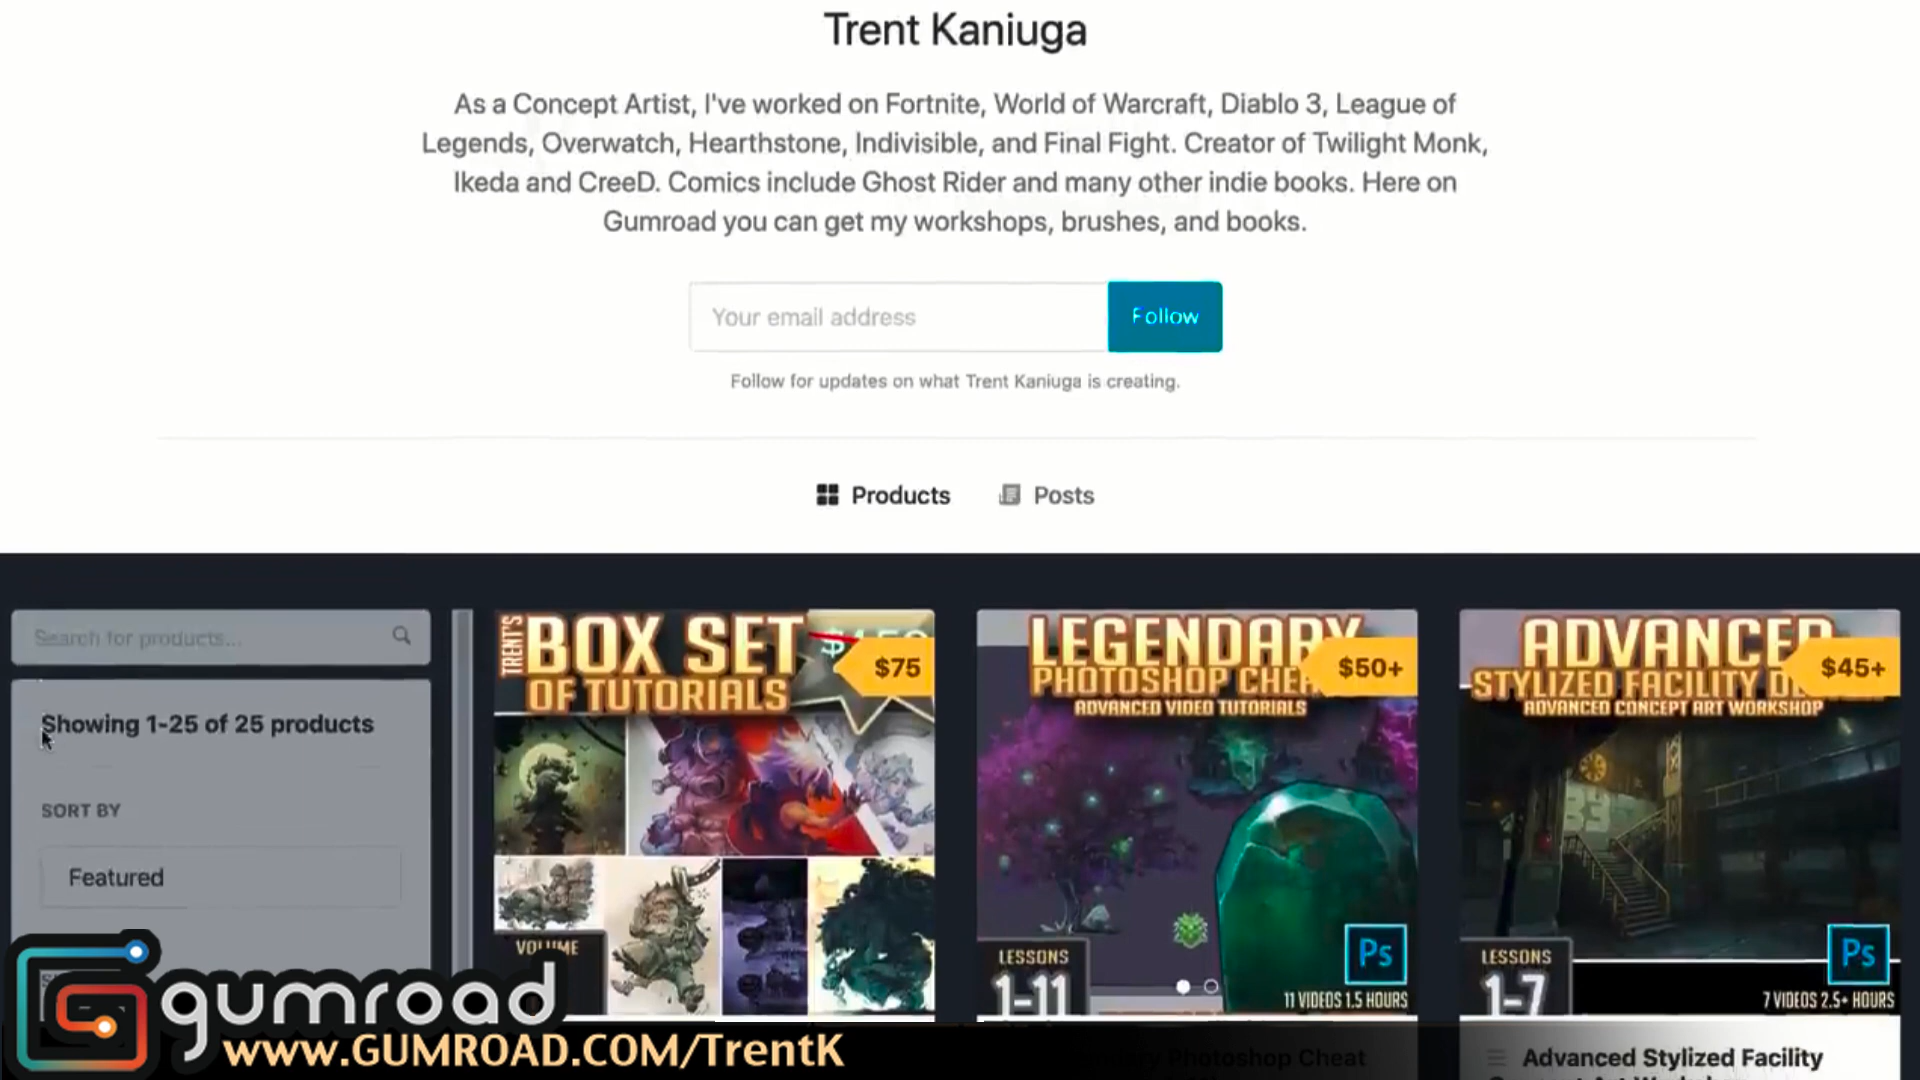 Trent Kaniuga
As a Concept Artist, I've worked on Fortnite, World of Warcraft, Diablo 3, League of
Legends, Overwatch, Hearthstone, Indivisible, and Final Fight. Creator of Twilight Monk,
Ikeda and CreeD. Comics include Ghost Rider and many other indie books. Here on
Gumroad you can get my workshops, brushes, and books.
Your email address
Follow
Follow for updates on what Trent Kaniuga is creating.
Products
Posts
Search for products...
Showing 1-25 of 25 products
SORT BY
Featured
TRENT'S
BOX SET
OF TUTORIALS
$75
VOLUME
LEGENDARY
PHOTOSHOP
ADVANCED VIDEO TUTORIALS
$50+
LESSONS
1-11
Ps
11 VIDEOS 1.5 HOURS
Photoshop Cheat
ADVANCED
STYLIZED FACILITY
ADVANCED CONCEPT ART WORKSHOP
$45+
LESSONS
1-7
Ps
7 VIDEOS 2.5+ HOURS
Advanced Stylized Facility
gumroad
www.GUMROAD.COM/TrentK